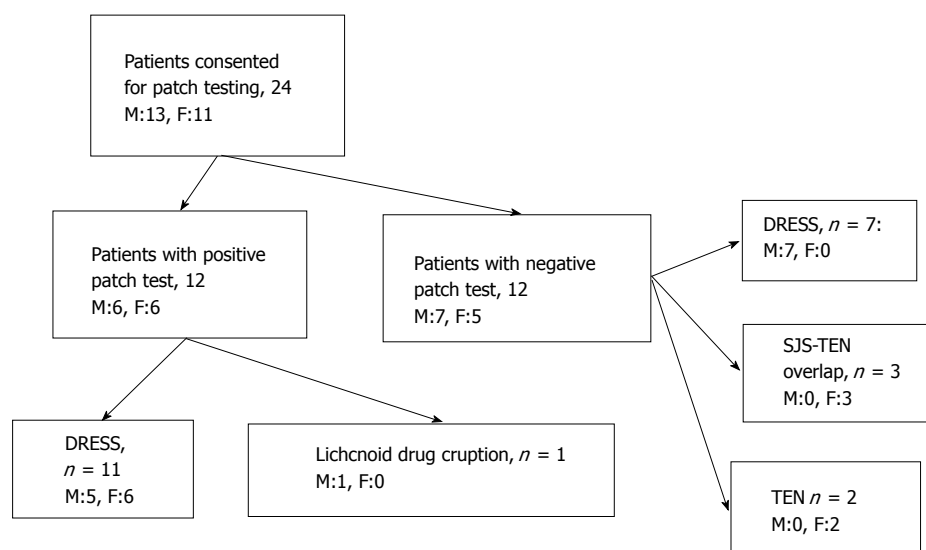 Patients consented
for patch testing, 24
M:13, F:11
Patients with positive
patch test, 12
M:6, F:6
Patients with negative
patch test, 12
M:7, F:5
DRESS, n = 7:
M:7, F:0
SJS-TEN
overlap, n = 3
M:0, F:3
TEN n = 2
M:0, F:2
DRESS,
n = 11
M:5, F:6
Lichcnoid drug cruption, n = 1
M:1, F:0